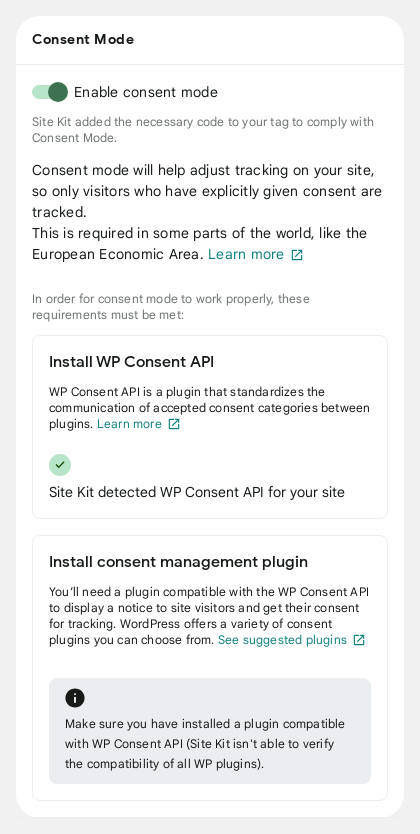 Consent Mode
Enable consent mode
Site Kit added the necessary code to your tag to comply with
Consent Mode.
Consent mode will help adjust tracking on your site,
so only visitors who have explicitly given consent are
tracked.
This is required in some parts of the world, like the
European Economic Area. Learn more
In order for consent mode to work properly, these
requirements must be met:
Install WP Consent API
WP Consent API is a plugin that standardizes the
communication of accepted consent categories between
plugins. Learn more
Site Kit detected WP Consent API for your site
Install consent management plugin
You’ll need a plugin compatible with the WP Consent API
to display a notice to site visitors and get their consent
for tracking. WordPress offers a variety of consent
plugins you can choose from. See suggested plugins
Make sure you have installed a plugin compatible
with WP Consent API (Site Kit isn't able to verify
the compatibility of all WP plugins).